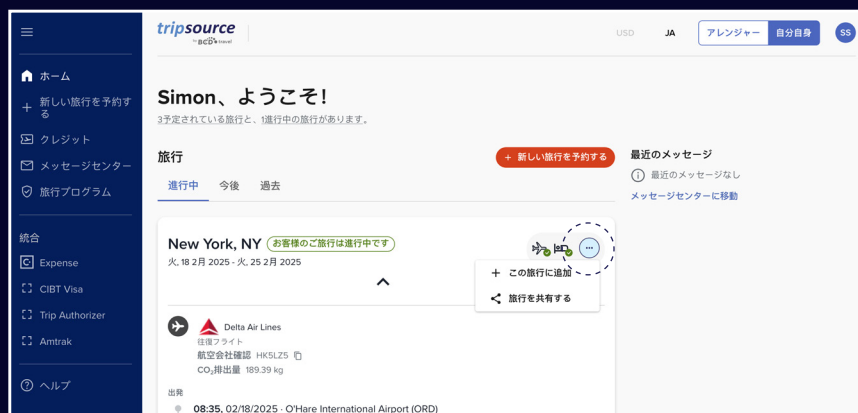 tripsource
by BCD travel
USD
JA
アレンジャー
自分自身
SS
ホーム
新しい旅行を予約す
る
クレジット
メッセージセンター
旅行プログラム
統合
Expense
CIBT Visa
Trip Authorizer
Amtrak
ヘルプ
Simon、ようこそ!
3予定されている旅行と、1進行中の旅行があります。
旅行
+ 新しい旅行を予約する
進行中
今後
過去
New York, NY
お客様のご旅行は進行中です
火, 18 2月 2025 - 火, 25 2月 2025
+ この旅行に追加
旅行を共有する
Delta Air Lines
往復フライト
航空会社確認 HK5LZ5
CO₂排出量 189.39 kg
出発
08:35, 02/18/2025 · O'Hare International Airport (ORD)
最近のメッセージ
最近のメッセージなし
メッセージセンターに移動